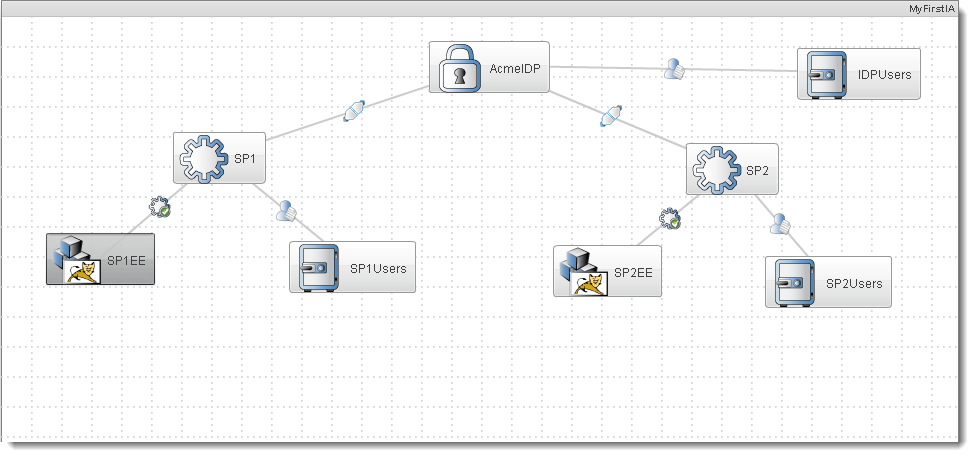 MyFirstIA
AcmeIDP
IDPUsers
SP1
SP2
SP1EE
SP1Users
SP2EE
SP2Users